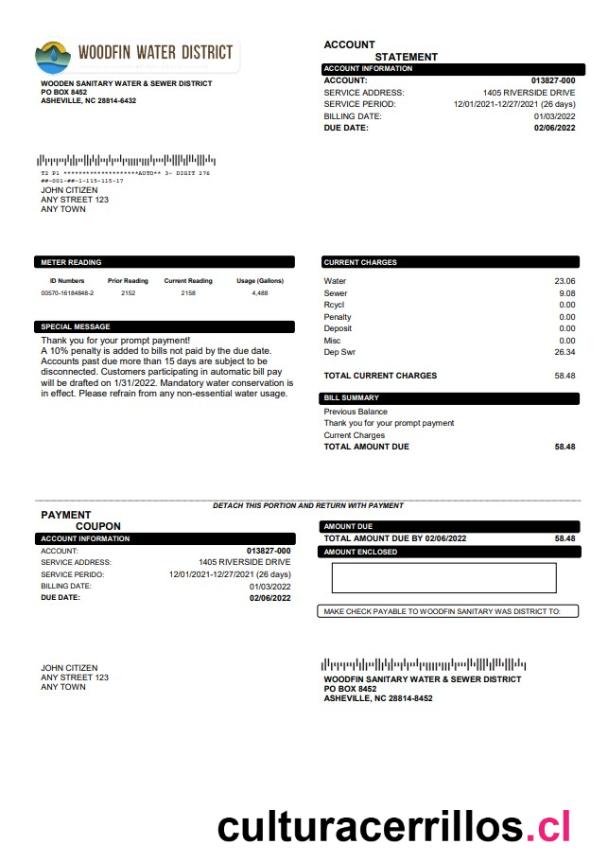 WOODFIN WATER DISTRICT
WOODEN SANITARY WATER & SEWER DISTRICT
PO BOX 8452
ASHEVILLE, NC 28814-6432
ACCOUNT
STATEMENT
ACCOUNT INFORMATION
ACCOUNT: 013827-000
SERVICE ADDRESS: 1405 RIVERSIDE DRIVE
SERVICE PERIOD: 12/01/2021-12/27/2021 (26 days)
BILLING DATE: 01/03/2022
DUE DATE: 02/06/2022
T2 P1 ********************AUTO** 3- DIGIT 276
##-001-##-1-115-115-17
JOHN CITIZEN
ANY STREET 123
ANY TOWN
METER READING
ID Numbers Prior Reading Current Reading Usage (Gallons)
00570-16184848-2 2152 2158 4,488
SPECIAL MESSAGE
Thank you for your prompt payment!
A 10% penalty is added to bills not paid by the due date.
Accounts past due more than 15 days are subject to
disconnected. Customers participating in automatic bill pay
will be drafted on 1/31/2022. Mandatory water conservation is
in effect. Please refrain from any non-essential water usage.
CURRENT CHARGES
Water 23.06
Sewer 9.08
Rcycl 0.00
Penalty 0.00
Deposit 0.00
Misc 0.00
Dep Swr 26.34
TOTAL CURRENT CHARGES 58.48
BILL SUMMARY
Previous Balance
Thank you for your prompt payment
Current Charges
TOTAL AMOUNT DUE 58.48
DETACH THIS PORTION AND RETURN WITH PAYMENT
PAYMENT
COUPON
ACCOUNT INFORMATION
ACCOUNT: 013827-000
SERVICE ADDRESS: 1405 RIVERSIDE DRIVE
SERVICE PERIDO: 12/01/2021-12/27/2021 (26 days)
BILLING DATE: 01/03/2022
DUE DATE: 02/06/2022
AMOUNT DUE
TOTAL AMOUNT DUE BY 02/06/2022 58.48
AMOUNT ENCLOSED
MAKE CHECK PAYABLE TO WOODFIN SANITARY WAS DISTRICT TO:
JOHN CITIZEN
ANY STREET 123
ANY TOWN
WOODFIN SANITARY WATER & SEWER DISTRICT
PO BOX 8452
ASHEVILLE, NC 28814-8452
culturacerrillos.cl